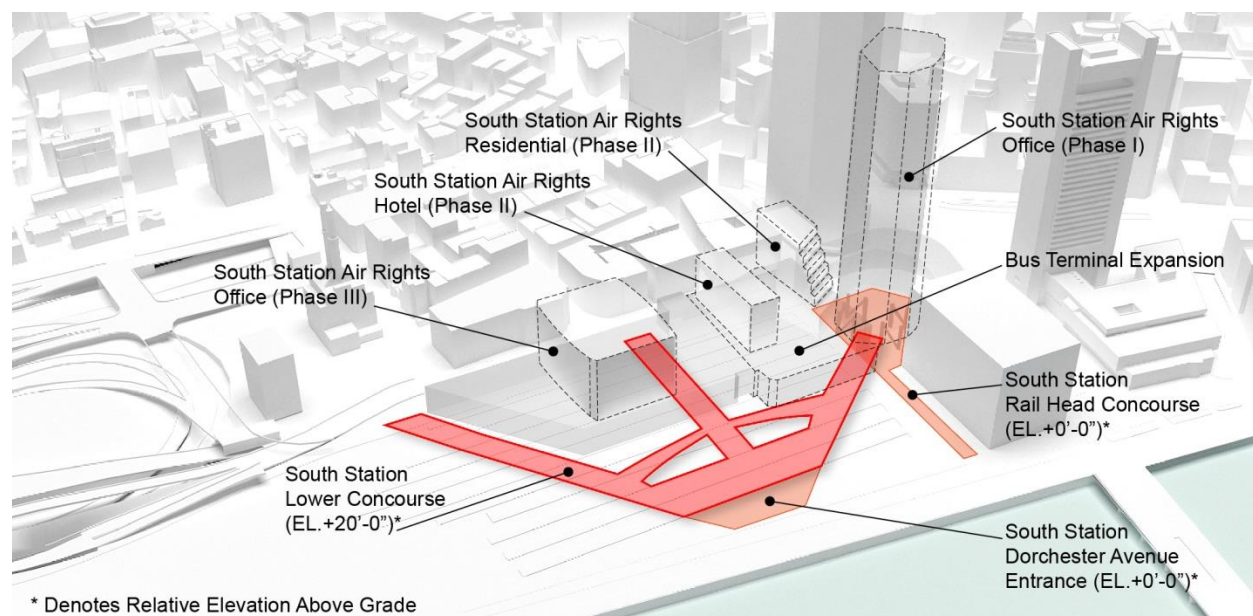 South Station Air Rights
Residential (Phase II)
South Station Air Rights
Office (Phase I)
South Station Air Rights
Hotel (Phase II)
Bus Terminal Expansion
South Station Air Rights
Office (Phase III)
South Station
Rail Head Concourse
(EL.+0’-0”)*
South Station
Lower Concourse
(EL.+20’-0”)*
South Station
Dorchester Avenue
Entrance (EL.+0’-0”)*
* Denotes Relative Elevation Above Grade